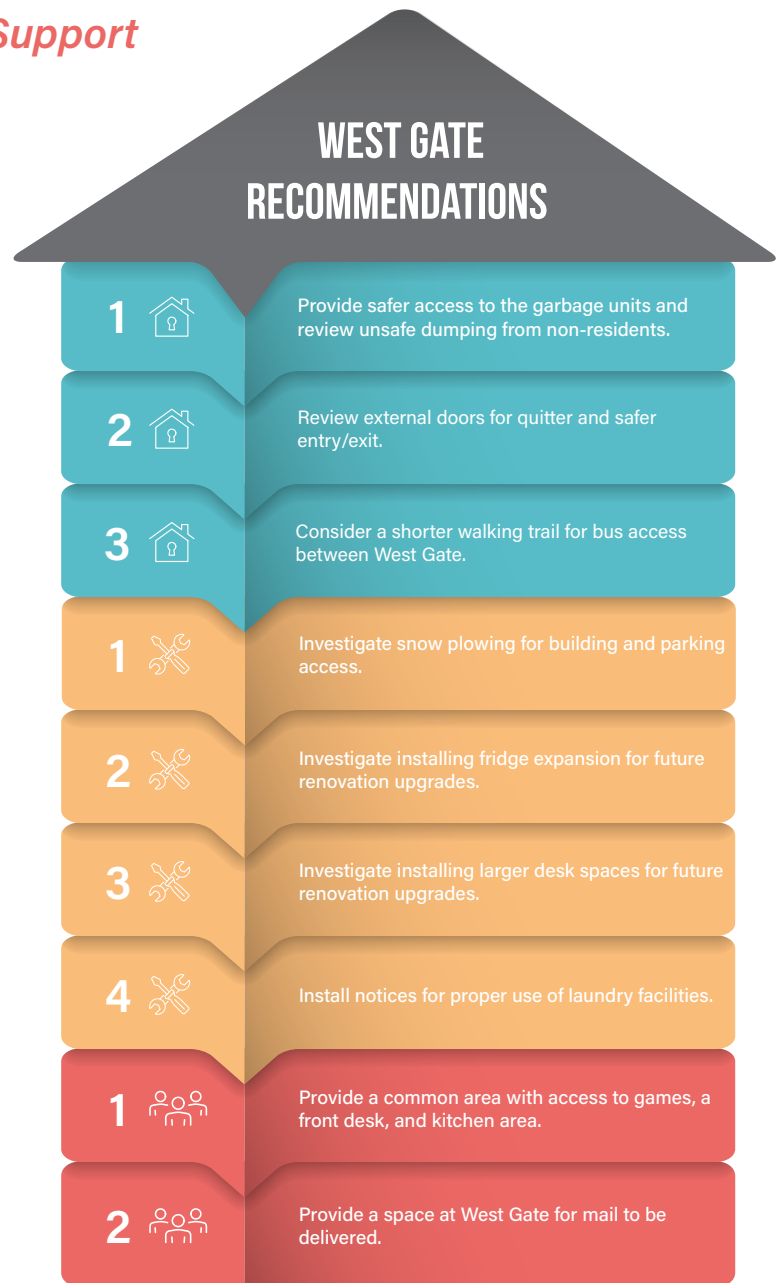 Support
WEST GATE
RECOMMENDATIONS
1
Provide safer access to the garbage units and
review unsafe dumping from non-residents.
2
Review external doors for quitter and safer
entry/exit.
3
Consider a shorter walking trail for bus access
between West Gate.
1
Investigate snow plowing for building and parking
access.
2
Investigate installing fridge expansion for future
renovation upgrades.
3
Investigate installing larger desk spaces for future
renovation upgrades.
4
Install notices for proper use of laundry facilities.
1
Provide a common area with access to games, a
front desk, and kitchen area.
2
Provide a space at West Gate for mail to be
delivered.